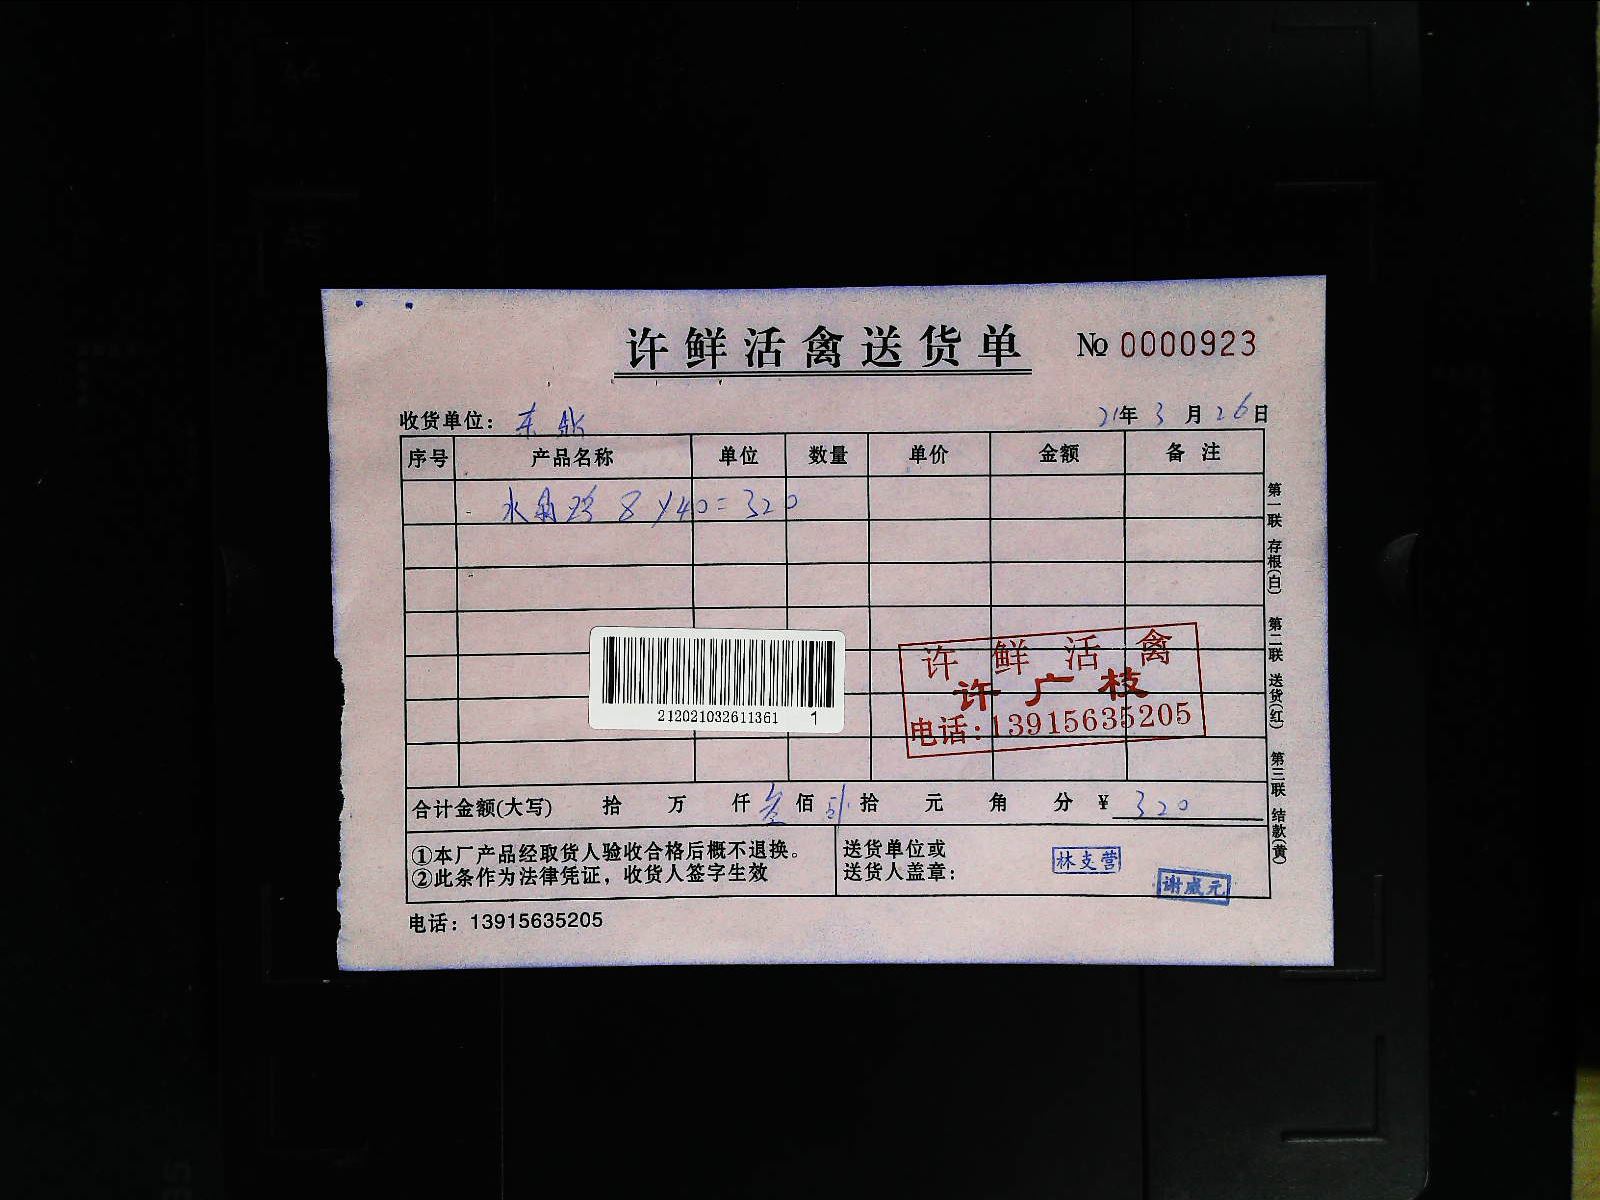 许鲜活禽送货单 № 0000923
收货单位: 东 21年3月26日
序号 产品名称 单位 数量 单价 金额 备注
水 鸡 8×40=320
第一联 存根(白) 第二联 送货(红) 第三联 结款(黄)
212021032611361 1
许鲜活禽
许广枝
电话:13915635205
合计金额(大写) 拾 万 仟 叁 佰 贰 拾 元 角 分 ¥ 320
①本厂产品经取货人验收合格后概不退换。
②此条作为法律凭证，收货人签字生效
送货单位或
送货人盖章:
林支营
谢威元
电话: 13915635205